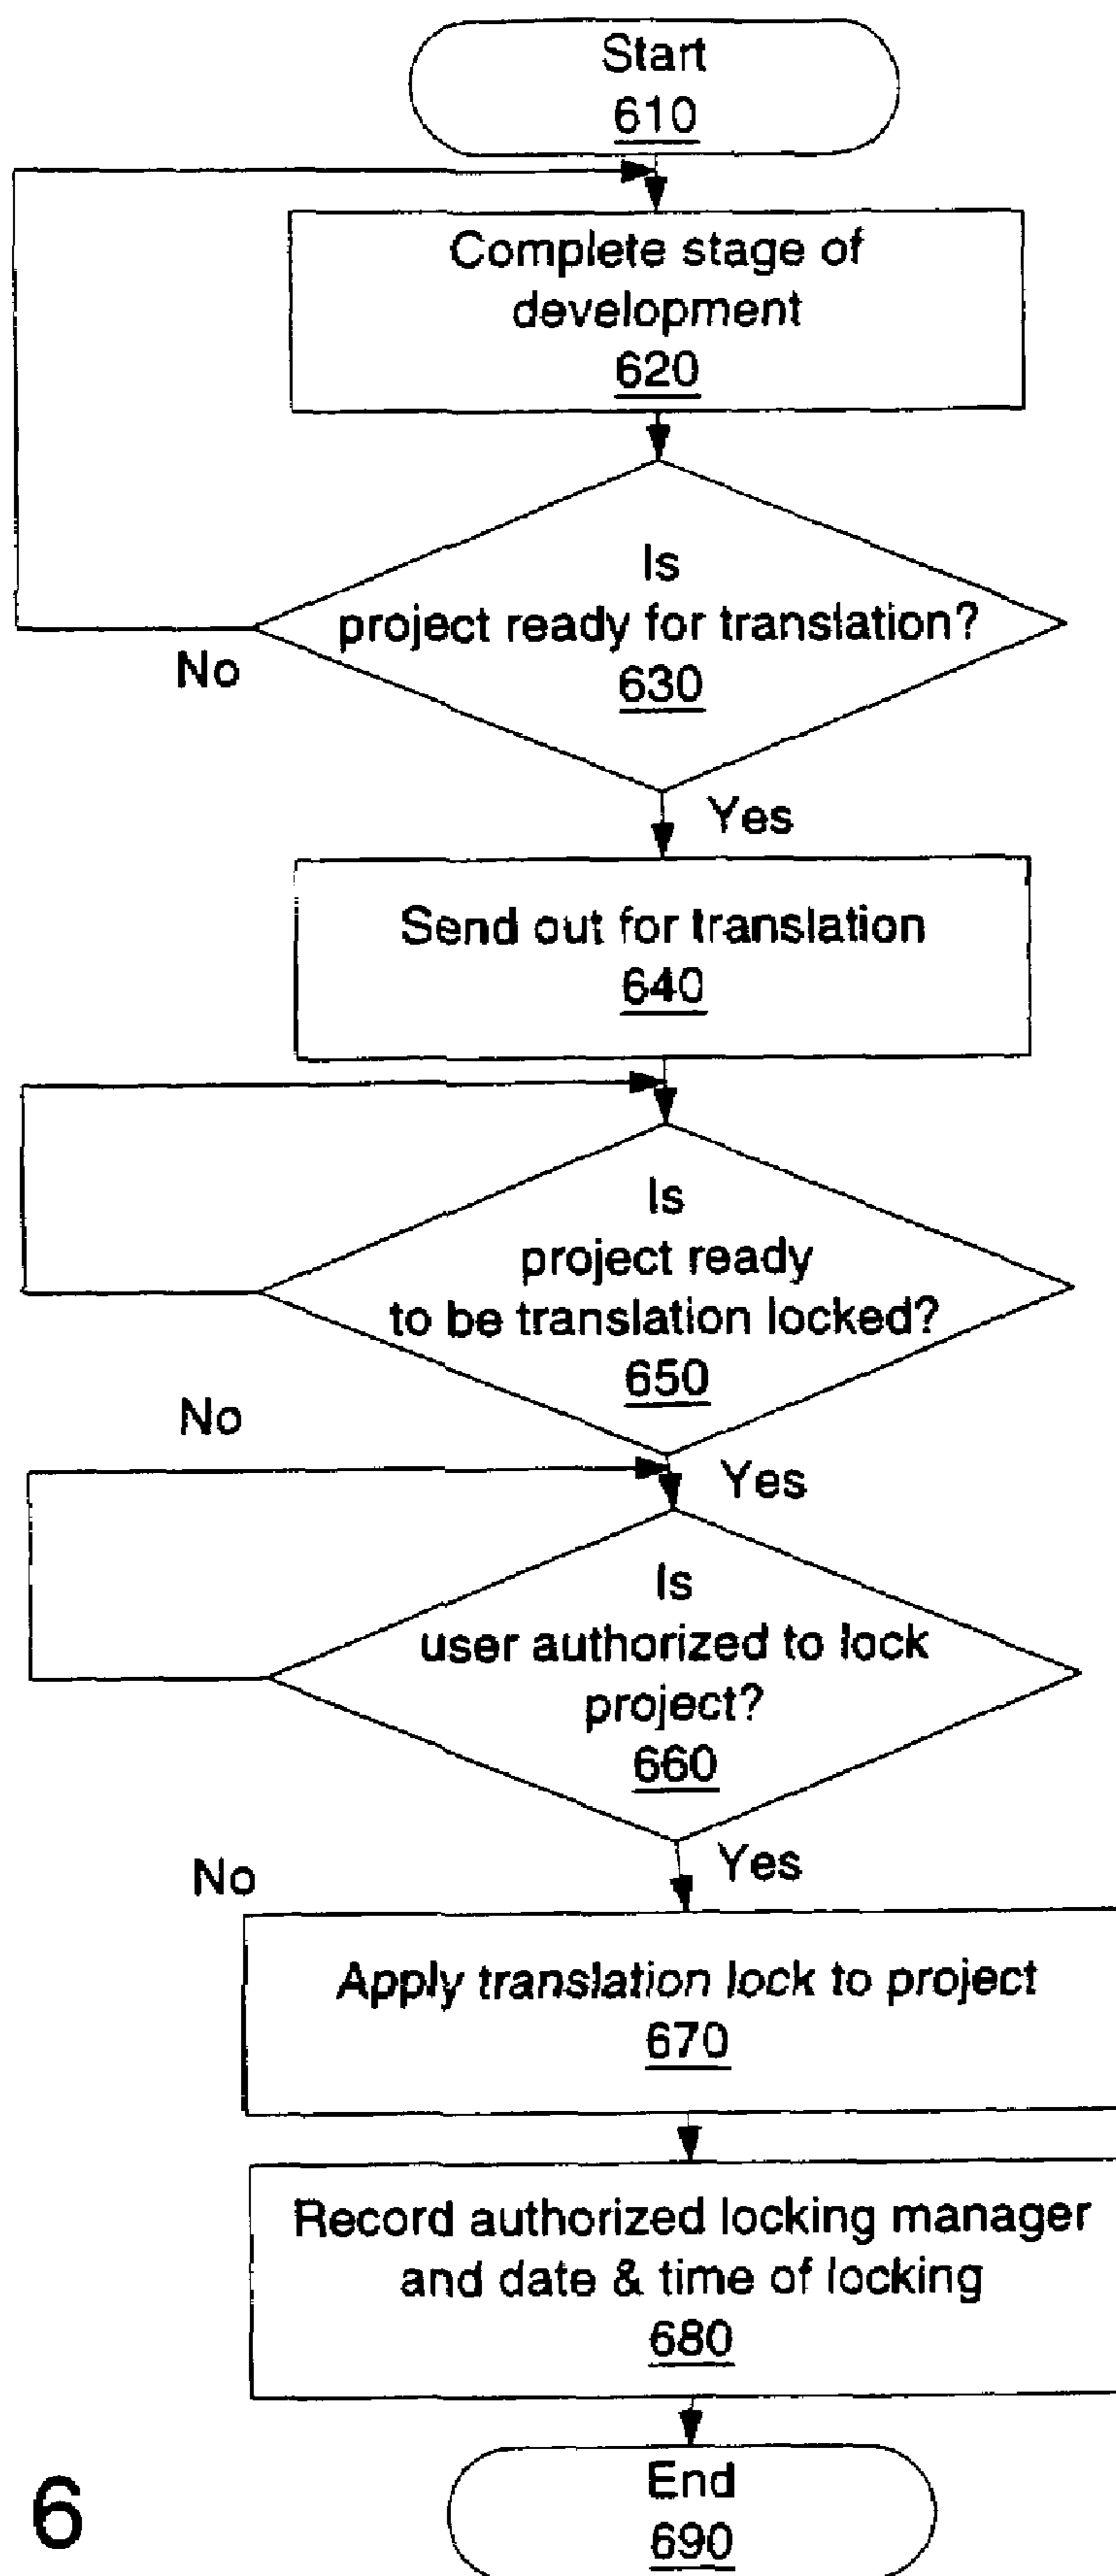 Start
610
Complete stage of
development
620
Is
project ready for translation?
630
No
Yes
Send out for translation
640
Is
project ready
to be translation locked?
650
No
Yes
Is
user authorized to lock
project?
660
No
Yes
Apply translation lock to project
670
Record authorized locking manager
and date & time of locking
680
End
690
6